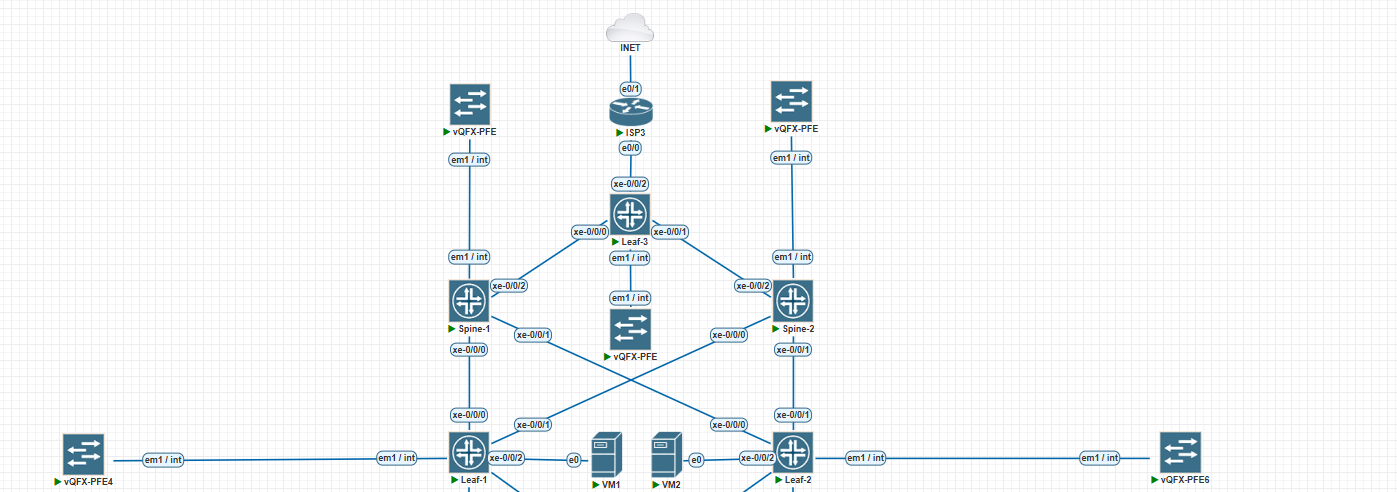 INET
e0/1
ISP3
e0/0
vQFX-PFE
vQFX-PFE
em1 / int
em1 / int
xe-0/0/2
xe-0/0/0
xe-0/0/1
Leaf-3
em1 / int
em1 / int
em1 / int
xe-0/0/2
xe-0/0/2
em1 / int
Spine-1
Spine-2
xe-0/0/1
xe-0/0/0
xe-0/0/0
vQFX-PFE
xe-0/0/1
xe-0/0/0
xe-0/0/1
xe-0/0/1
xe-0/0/0
em1 / int
em1 / int
xe-0/0/2
e0
e0
xe-0/0/2
em1 / int
em1 / int
vQFX-PFE4
Leaf-1
VM1
VM2
Leaf-2
vQFX-PFE6